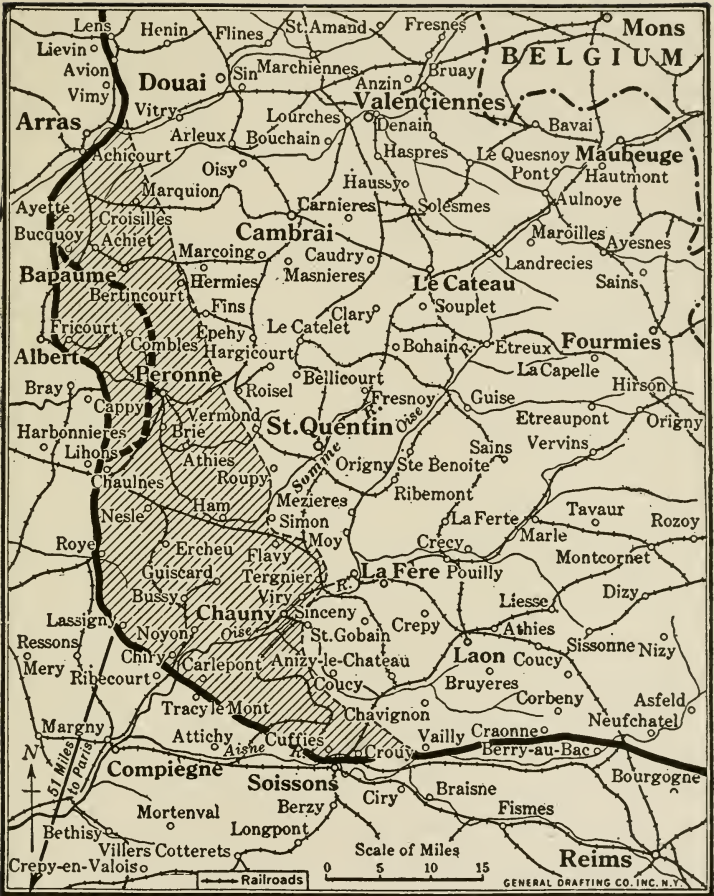 Lens
Henin
Flines
St. Amand
Fresnes
Mons
Lievin
BELGIUM
Avion
Douai
Sin
Marchiennes
Anzin
Bruay
Vimy
Valenciennes
Vitry
Lourches
Arras
Denain
Bavai
Arleux
Bouchain
Achicourt
Haspres
Le Quesnoy
Maubeuge
Oisy
Pont
Hautmont
Haussy
Marquion
Aulnoye
Ayette
Croisilles
Carnieres
Solesmes
Bucquoy
Achiet
Cambrai
Maroilles
Ayesnes
Marcoing
Caudry
Landrecies
Bapaume
Hermies
Masnieres
Sains
Bertincourt
Le Cateau
Fins
Clary
Souplet
Fricourt
Epehy
Le Catelet
Combles
Hargicourt
Bohain
Etreux
Fourmies
Albert
La Capelle
Peronne
Bellicourt
Bray
Roisel
Fresnoy
Hirson
Cappy
Guise
Vermond
St. Quentin
R.
Oise
Etreaupont
Origny
Harbonnieres
Brie
Vervins
Lihons
Athies
Somme
Sains
Roupy
Origny Ste Benoite
Chaulnes
Ribemont
Nesle
Ham
Mezieres
Tavaur
Simon
La Ferte
Rozoy
Roye
Moy
Marle
Ercheu
Flavy
Crecy
Montcornet
Guiscard
Tergnier
La Fère
Pouilly
Bussy
Viry
R.
Dizy
Chauny
Sinceny
Liesse
Lassigny
Oise
Crepy
Noyon
St. Gobain
Athies
Ressons
Sissonne
Nizy
Chiry
Laon
Mery
Carlepont
Anizy-le-Chateau
Coucy
Ribecourt
Coucy
Bruyeres
Corbeny
Asfeld
Tracy le Mont
Chavignon
Neufchatel
Margny
Attichy
Cuffies
Vailly
Craonne
N
Aisne
R.
Crouy
Berry-au-Bac
51 Miles
to Paris
Compiegne
Soissons
Bourgogne
Ciry
Braisne
Mortenval
Berzy
Fismes
Bethisy
Longpont
Villers Cotterets
Scale of Miles
Reims
Crepy-en-Valois
Railroads
0 5 10 15
GENERAL DRAFTING CO. INC. N.Y.